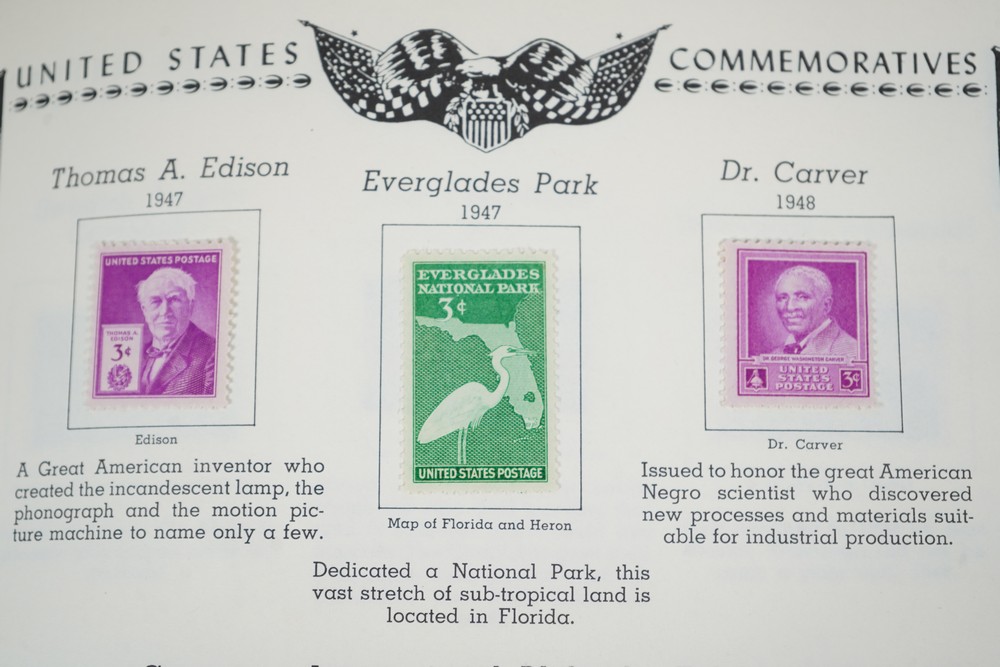 UNITED STATES COMMEMORATIVES
Thomas A. Edison
1947
UNITED STATES POSTAGE
THOMAS A.
EDISON
3¢
Edison
A Great American inventor who
created the incandescent lamp, the
phonograph and the motion pic-
ture machine to name only a few.
Everglades Park
1947
EVERGLADES
NATIONAL PARK
3¢
UNITED STATES POSTAGE
Map of Florida and Heron
Dedicated a National Park, this
vast stretch of sub-tropical land is
located in Florida.
Dr. Carver
1948
DR. GEORGE WASHINGTON CARVER
UNITED
STATES
POSTAGE
3¢
Dr. Carver
Issued to honor the great American
Negro scientist who discovered
new processes and materials suit-
able for industrial production.